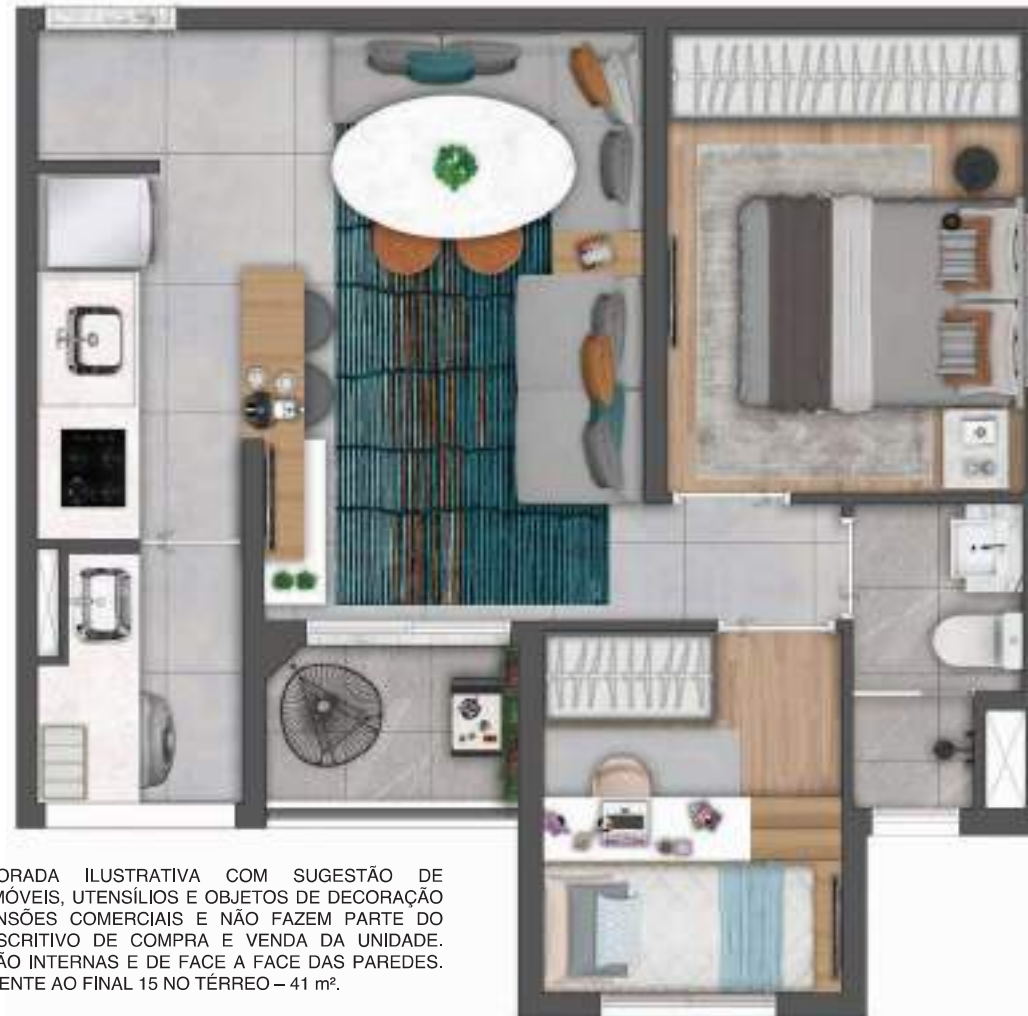 ORADA ILUSTRATIVA COM SUGESTÃO DE
MÓVEIS, UTENSÍLIOS E OBJETOS DE DECORAÇÃO
NSÕES COMERCIAIS E NÃO FAZEM PARTE DO
SCRITIVO DE COMPRA E VENDA DA UNIDADE.
ÃO INTERNAS E DE FACE A FACE DAS PAREDES.
ENTE AO FINAL 15 NO TÉRREO – 41 m².